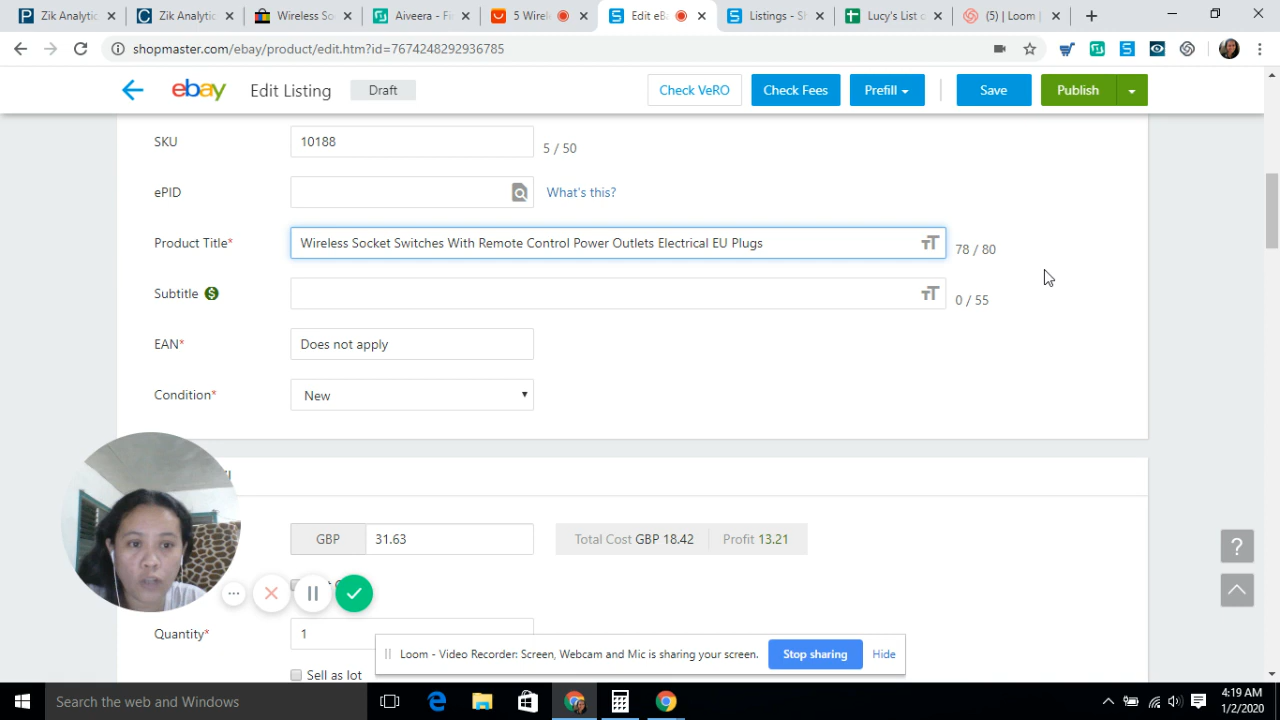 Zik Analytic
Zik Analytic
Wireless So
Aiveera - Fi
5 Wirel
Edit eB
Listings - Sh
Lucy's List o
(5) | Loom |
shopmaster.com/ebay/product/edit.htm?id=7674248292936785
ebay
Edit Listing
Draft
Check VeRO
Check Fees
Prefill
Save
Publish
SKU
10188
5 / 50
ePID
What's this?
Product Title*
Wireless Socket Switches With Remote Control Power Outlets Electrical EU Plugs
78 / 80
Subtitle
0 / 55
EAN*
Does not apply
Condition*
New
GBP
31.63
Total Cost GBP 18.42
Profit 13.21
Quantity*
1
Sell as lot
Loom - Video Recorder: Screen, Webcam and Mic is sharing your screen.
Stop sharing
Hide
?
Search the web and Windows
4:19 AM
1/2/2020